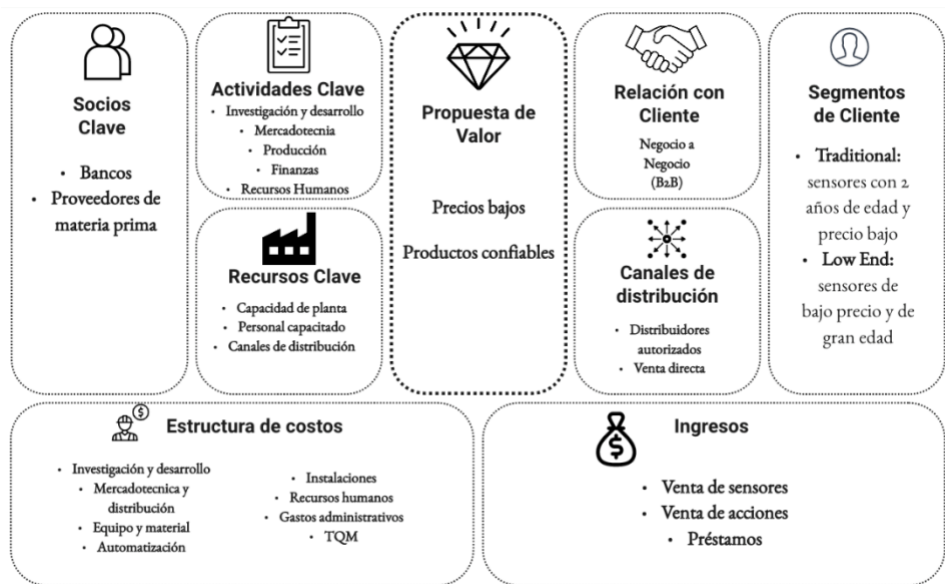 Socios
Clave
• Bancos
• Proveedores de
materia prima
Actividades Clave
• Investigación y desarrollo
• Mercadotecnia
• Producción
• Finanzas
• Recursos Humanos
Recursos Clave
• Capacidad de planta
• Personal capacitado
• Canales de distribución
Propuesta de
Valor
Precios bajos
Productos confiables
Relación con
Cliente
Negocio a
Negocio
(B2B)
Canales de
distribución
• Distribuidores
autorizados
• Venta directa
Segmentos
de Cliente
• Traditional:
sensores con 2
años de edad y
precio bajo
• Low End:
sensores de
bajo precio y de
gran edad
$
Estructura de costos
• Investigación y desarrollo
• Mercadotecnica y
distribución
• Equipo y material
• Automatización
• Instalaciones
• Recursos humanos
• Gastos administrativos
• TQM
$
Ingresos
• Venta de sensores
• Venta de acciones
• Préstamos